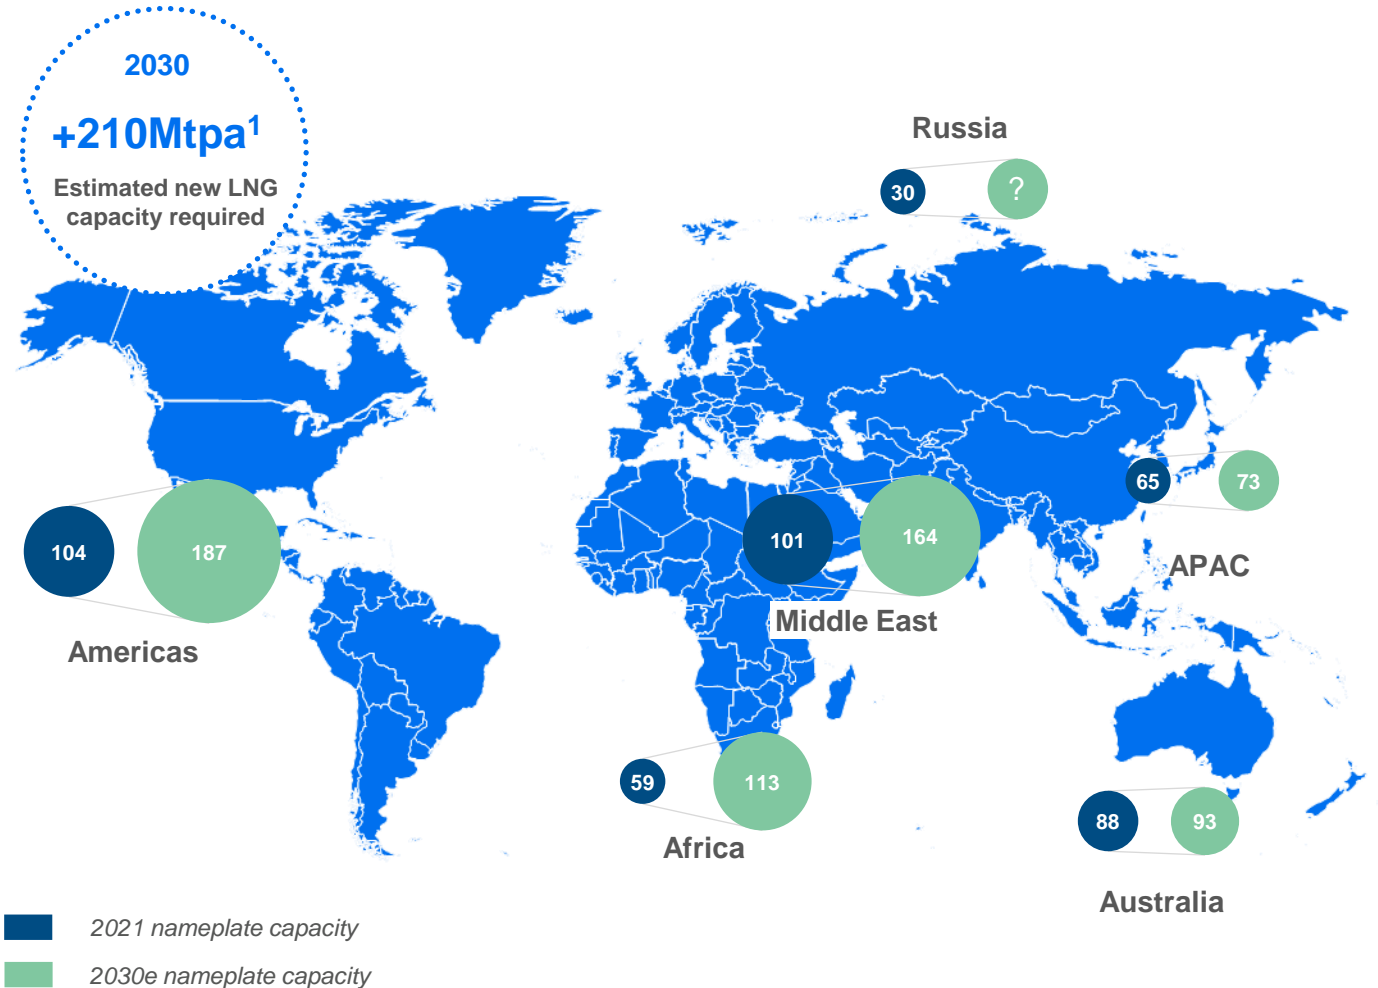 2030
+210Mtpa¹
Estimated new LNG
capacity required
Russia
30
?
104
187
Americas
101
164
Middle East
65
73
APAC
59
113
Africa
88
93
Australia
2021 nameplate capacity
2030e nameplate capacity